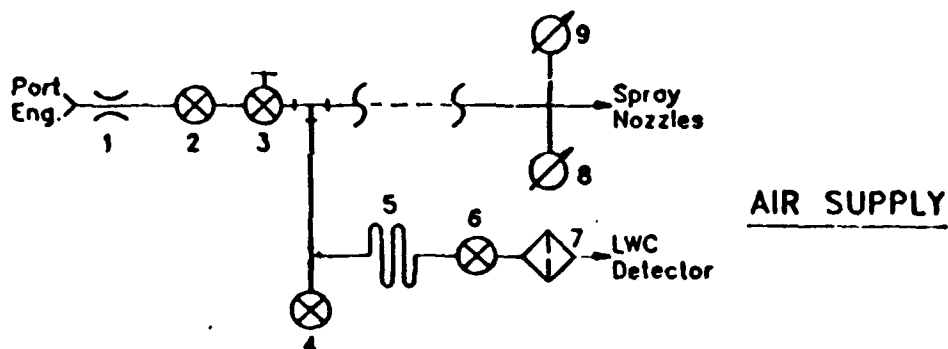 9
Port
Eng.
Spray
Nozzles
1
2
3
8
5
6
7
AIR SUPPLY
LWC
Detector
4